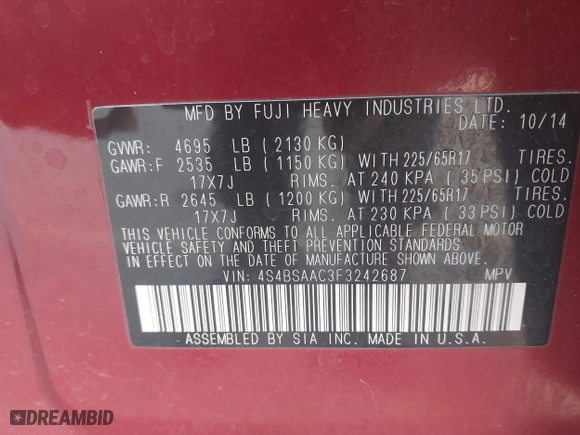 MFD BY FUJI HEAVY INDUSTRIES LTD.
DATE: 10/14
GVWR: 4695 LB ( 2130 KG)
GAWR:F 2535 LB ( 1150 KG) WITH 225/65R17 TIRES.
17X7J RIMS. AT 240 KPA ( 35 PSI) COLD
GAWR:R 2645 LB ( 1200 KG) WITH 225/65R17 TIRES.
17X7J RIMS. AT 230 KPA ( 33 PSI) COLD
THIS VEHICLE CONFORMS TO ALL APPLICABLE FEDERAL MOTOR
VEHICLE SAFETY AND THEFT PREVENTION STANDARDS
IN EFFECT ON THE DATE OF MANUFACTURE SHOWN ABOVE.
VIN: 4S4BSAAC3F3242687 MPV
ASSEMBLED BY SIA INC. MADE IN U.S.A.
DREAMBID